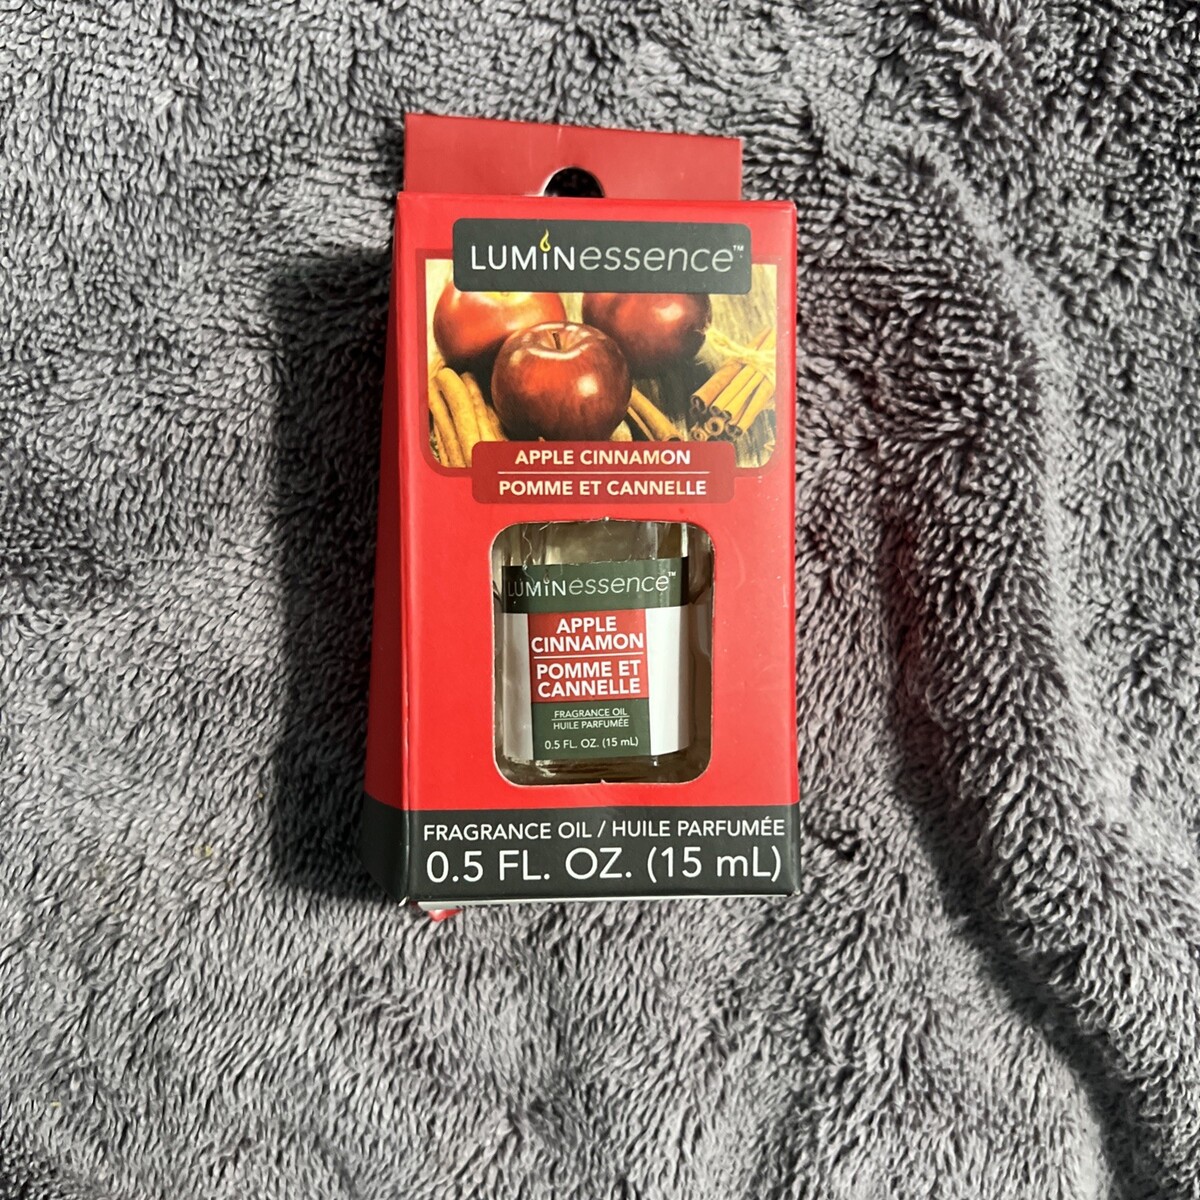 LUMiNessence™
APPLE CINNAMON
POMME ET CANNELLE
LUMiNessence™
APPLE
CINNAMON
POMME ET
CANNELLE
FRAGRANCE OIL
HUILE PARFUMÉE
0.5 FL. OZ. (15 mL)
FRAGRANCE OIL / HUILE PARFUMÉE
0.5 FL. OZ. (15 mL)